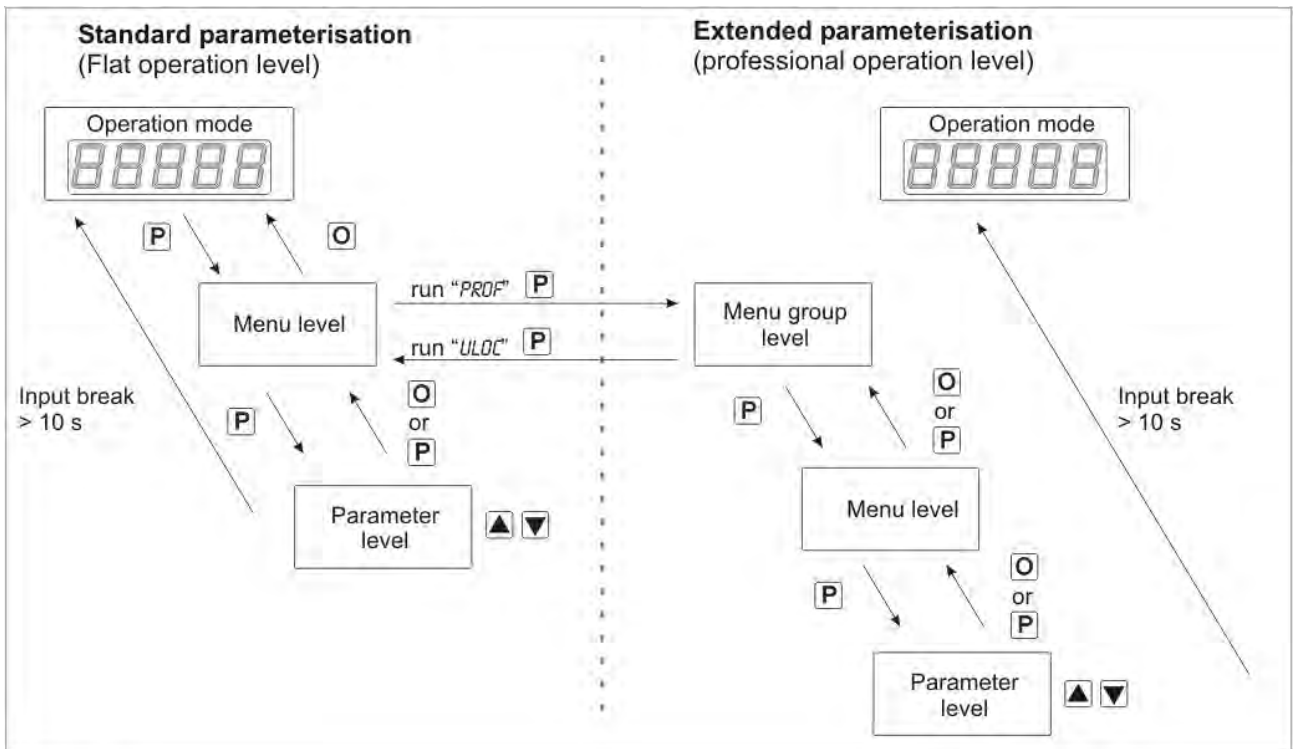 Standard parameterisation
(Flat operation level)
Operation mode
88888
P
O
Menu level
run “PROF” P
run “ULOC” P
Input break
> 10 s
P
O
or
P
Parameter
level
▲ ▼
Extended parameterisation
(professional operation level)
Operation mode
88888
Menu group
level
P
O
or
P
Input break
> 10 s
Menu level
P
O
or
P
Parameter
level
▲ ▼